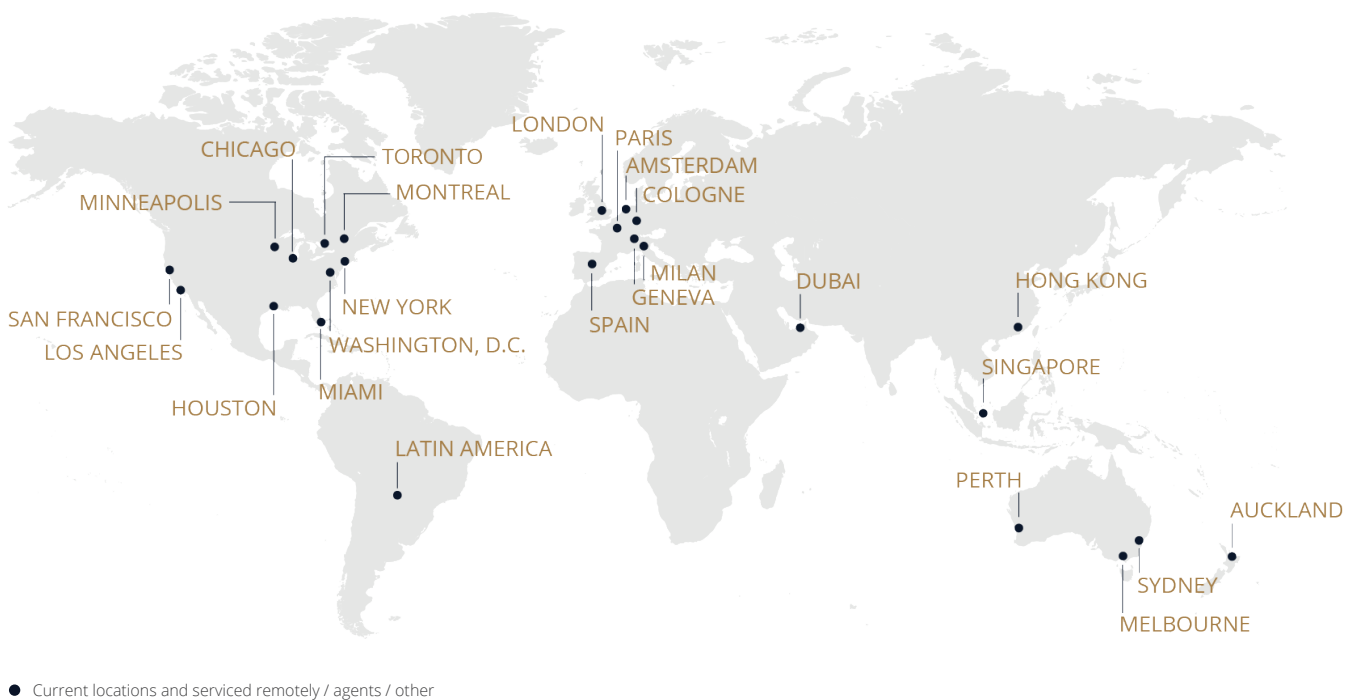 LONDON
PARIS
CHICAGO
TORONTO
AMSTERDAM
MONTREAL
COLOGNE
MINNEAPOLIS
MILAN
DUBAI
HONG KONG
GENEVA
NEW YORK
SAN FRANCISCO
SPAIN
WASHINGTON, D.C.
LOS ANGELES
SINGAPORE
MIAMI
HOUSTON
LATIN AMERICA
PERTH
AUCKLAND
SYDNEY
MELBOURNE
Current locations and serviced remotely / agents / other